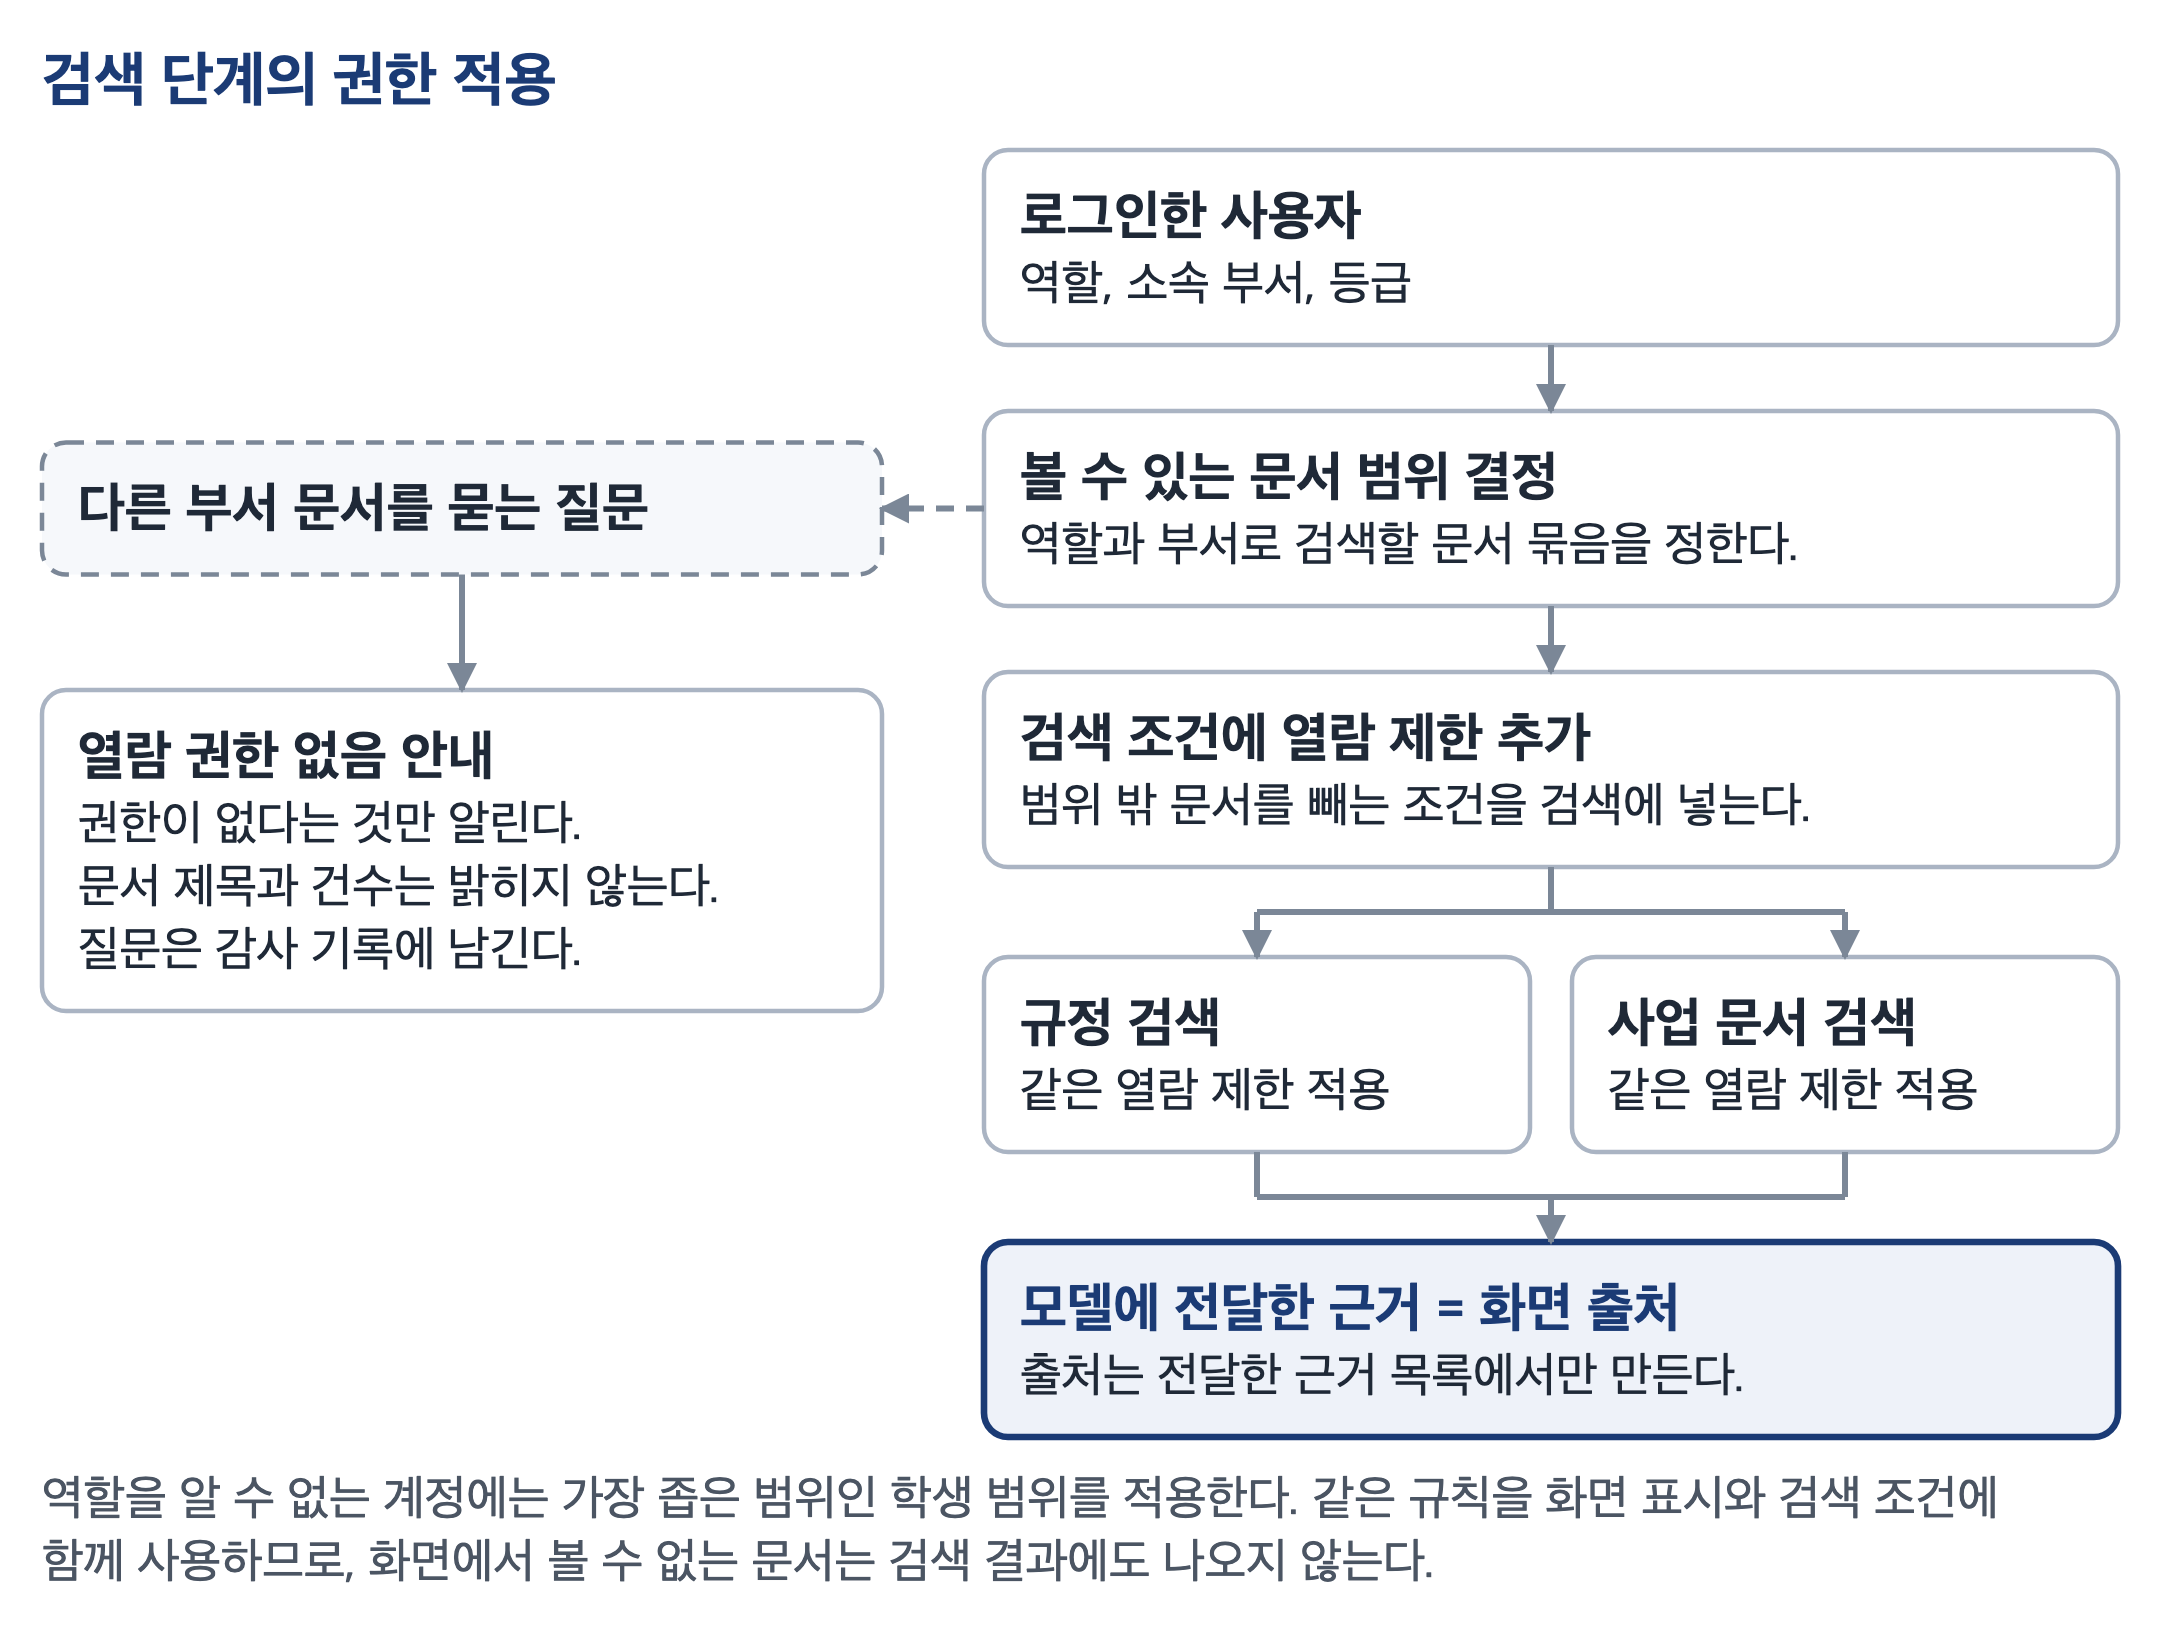 검색 단계의 권한 적용
로그인한 사용자
역할, 소속 부서, 등급
볼 수 있는 문서 범위 결정
역할과 부서로 검색할 문서 묶음을 정한다.
다른 부서 문서를 묻는 질문
열람 권한 없음 안내
권한이 없다는 것만 알린다.
문서 제목과 건수는 밝히지 않는다.
질문은 감사 기록에 남긴다.
검색 조건에 열람 제한 추가
범위 밖 문서를 빼는 조건을 검색에 넣는다.
규정 검색
같은 열람 제한 적용
사업 문서 검색
같은 열람 제한 적용
모델에 전달한 근거 = 화면 출처
출처는 전달한 근거 목록에서만 만든다.
역할을 알 수 없는 계정에는 가장 좁은 범위인 학생 범위를 적용한다. 같은 규칙을 화면 표시와 검색 조건에
함께 사용하므로, 화면에서 볼 수 없는 문서는 검색 결과에도 나오지 않는다.